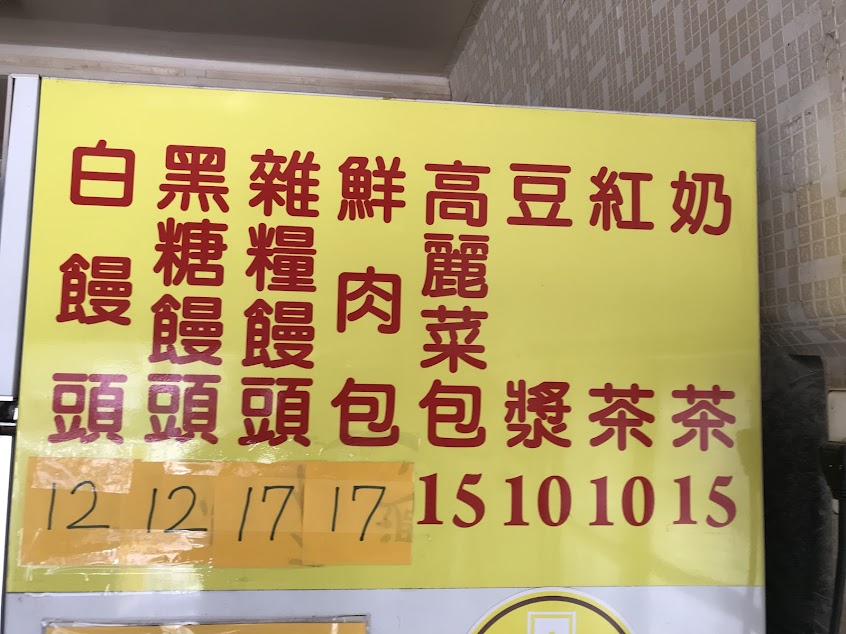 白饅頭 12
黑糖饅頭 12
雜糧饅頭 17
鮮肉包 17
高麗菜包 15
豆漿 10
紅茶 10
奶茶 15